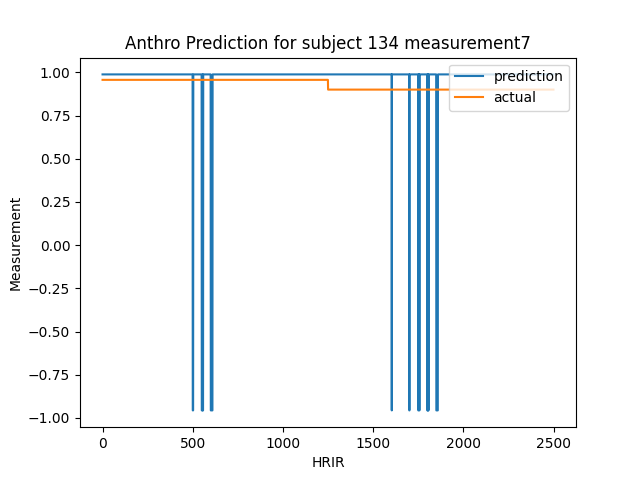 Anthro Prediction for subject 134 measurement7
prediction
actual
1.00
0.75
0.50
0.25
0.00
−0.25
−0.50
−0.75
−1.00
Measurement
0 500 1000 1500 2000 2500
HRIR